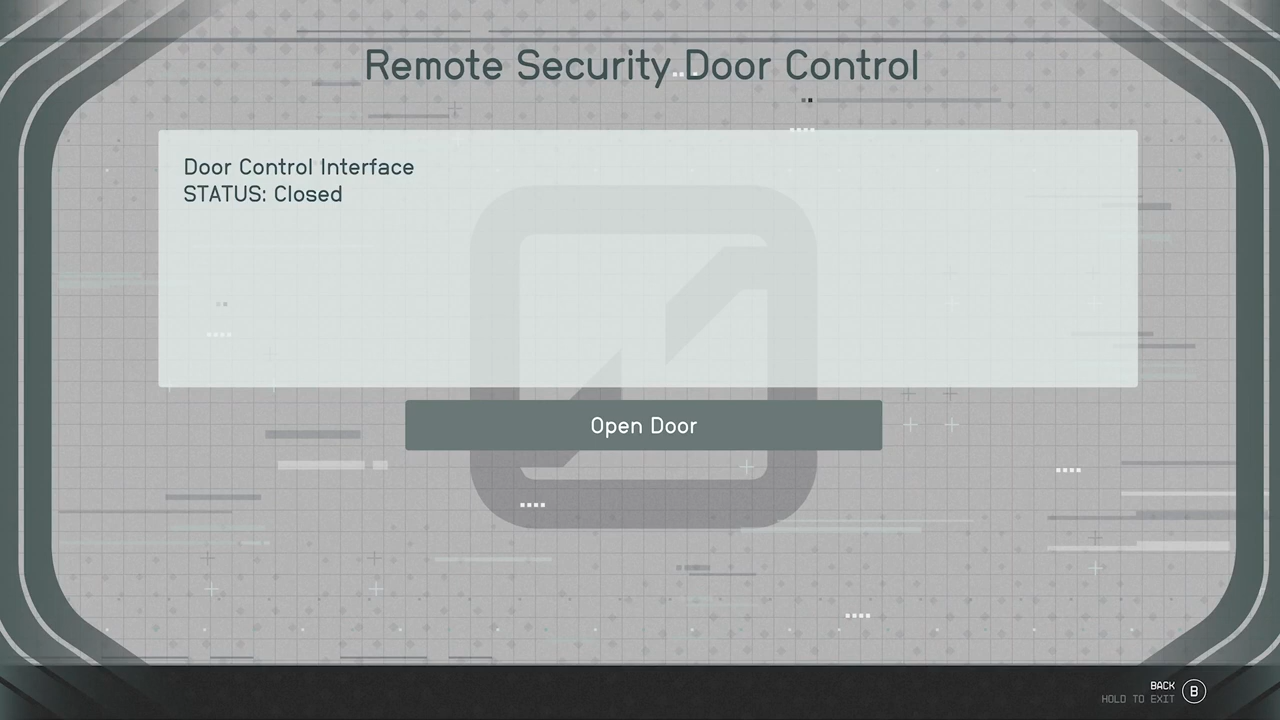 Remote Security Door Control
Door Control Interface
STATUS: Closed
Open Door
BACK
HOLD TO EXIT
B